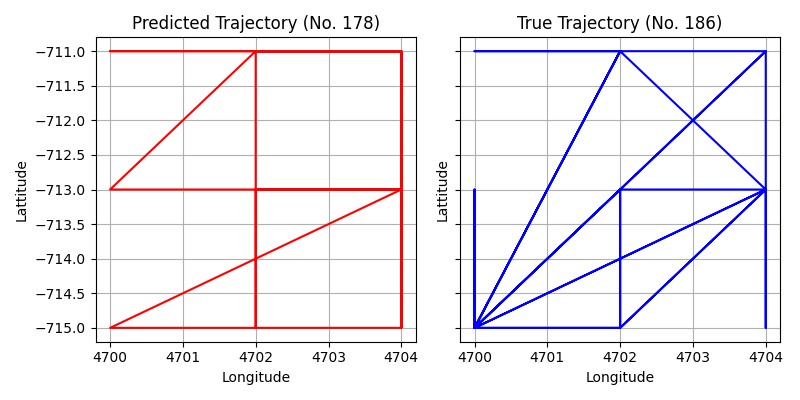 Predicted Trajectory (No. 178)
True Trajectory (No. 186)
−711.0
−711.5
−712.0
−712.5
−713.0
−713.5
−714.0
−714.5
−715.0
Lattitude
Lattitude
4700 4701 4702 4703 4704
4700 4701 4702 4703 4704
Longitude
Longitude